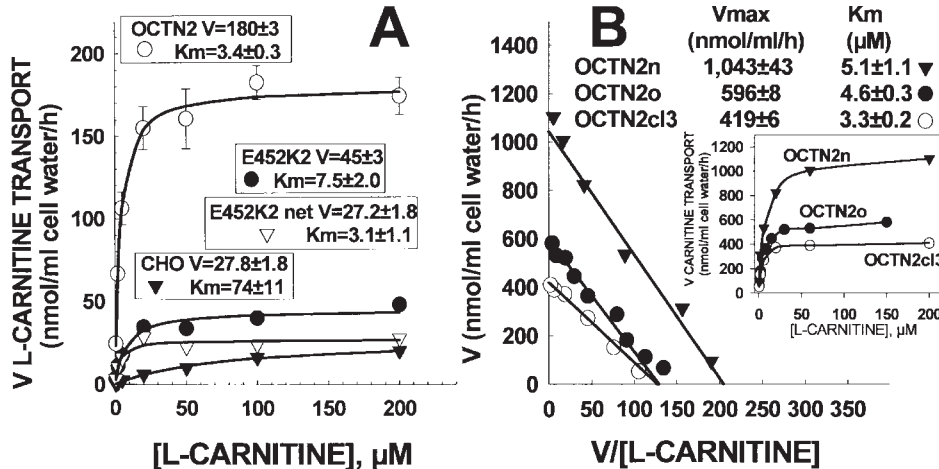 A
OCTN2 V=180±3
Km=3.4±0.3
E452K2 V=45±3
Km=7.5±2.0
E452K2 net V=27.2±1.8
Km=3.1±1.1
CHO V=27.8±1.8
Km=74±11
V L-CARNITINE TRANSPORT
(nmol/ml cell water/h)
200
150
100
50
0
0 50 100 150 200
[L-CARNITINE], µM
B
Vmax Km
(nmol/ml/h) (µM)
OCTN2n 1,043±43 5.1±1.1
OCTN2o 596±8 4.6±0.3
OCTN2cl3 419±6 3.3±0.2
V (nmol/ml cell water/h)
1400
1200
1000
800
600
400
200
0
0 50 100 150 200 250 300 350
V/[L-CARNITINE]
V CARNITINE TRANSPORT
(nmol/ml cell water/h)
1200
1000
800
600
400
200
0
OCTN2n
OCTN2o
OCTN2cl3
0 50 100 150 200
[L-CARNITINE], µM